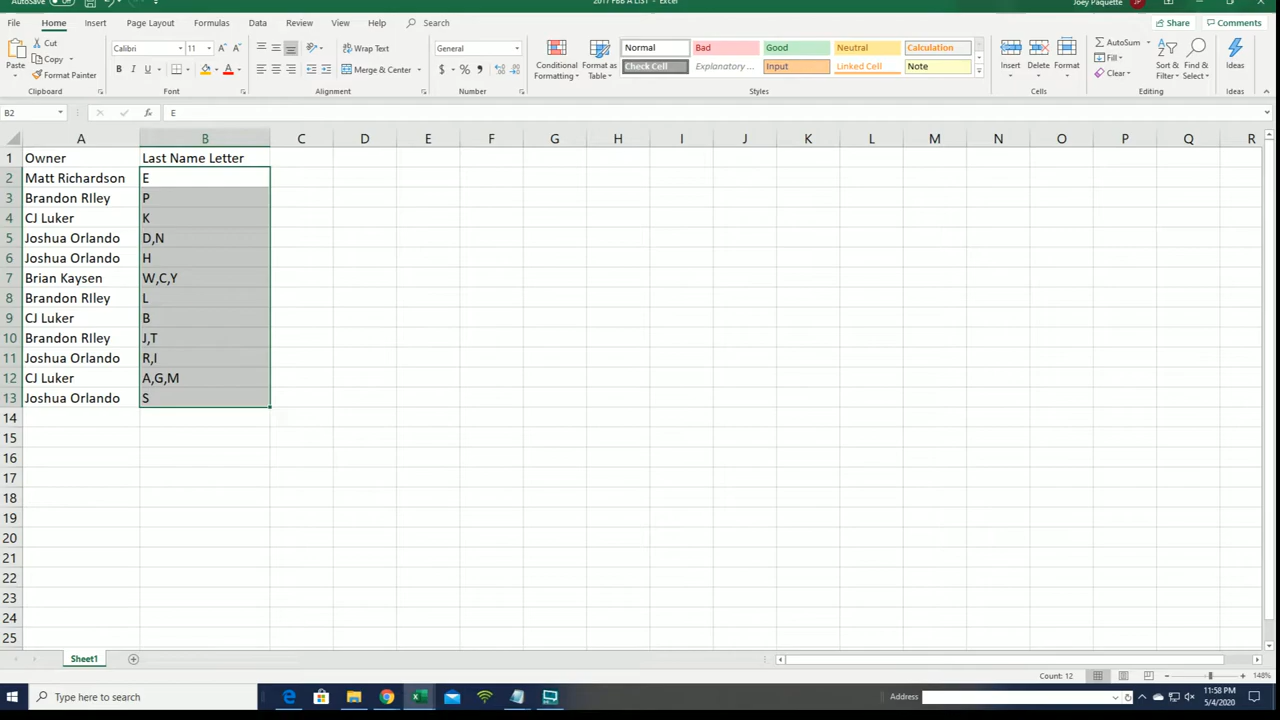 AutoSave Off 2017 FBB A LIST - Excel Joey Paquette JP
File Home Insert Page Layout Formulas Data Review View Help Search Share Comments
Paste Cut Copy Format Painter Clipboard
Calibri 11 A A B I U A Font
Wrap Text Merge & Center Alignment
General $ % , Number
Conditional Formatting Format as Table
Normal Bad Good Neutral Calculation
Check Cell Explanatory ... Input Linked Cell Note
Styles
Insert Delete Format Cells
AutoSum Fill Clear Sort & Filter Find & Select Editing
Ideas Ideas
B2 fx E
A B C D E F G H I J K L M N O P Q R
1 Owner Last Name Letter
2 Matt Richardson E
3 Brandon RIley P
4 CJ Luker K
5 Joshua Orlando D,N
6 Joshua Orlando H
7 Brian Kaysen W,C,Y
8 Brandon RIley L
9 CJ Luker B
10 Brandon RIley J,T
11 Joshua Orlando R,I
12 CJ Luker A,G,M
13 Joshua Orlando S
14
15
16
17
18
19
20
21
22
23
24
25
Sheet1
Count: 12 148%
Type here to search Address 11:58 PM
5/4/2020